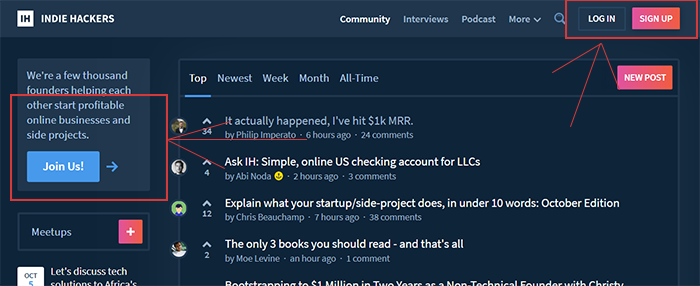 IH INDIE HACKERS
Community Interviews Podcast More
LOG IN SIGN UP
We're a few thousand
founders helping each
other start profitable
online businesses and
side projects.
Join Us!
Meetups +
OCT
5
Let's discuss tech
solutions to Africa's
Top Newest Week Month All-Time
NEW POST
34
It actually happened, I've hit $1k MRR.
by Philip Imperato · 6 hours ago · 24 comments
4
Ask IH: Simple, online US checking account for LLCs
by Abi Noda · 2 hours ago · 3 comments
12
Explain what your startup/side-project does, in under 10 words: October Edition
by Chris Beauchamp · 7 hours ago · 38 comments
2
The only 3 books you should read - and that's all
by Moe Levine · an hour ago · 1 comment
Bootstrapping to $1 Million in Two Years as a Non-Technical Founder with Christy